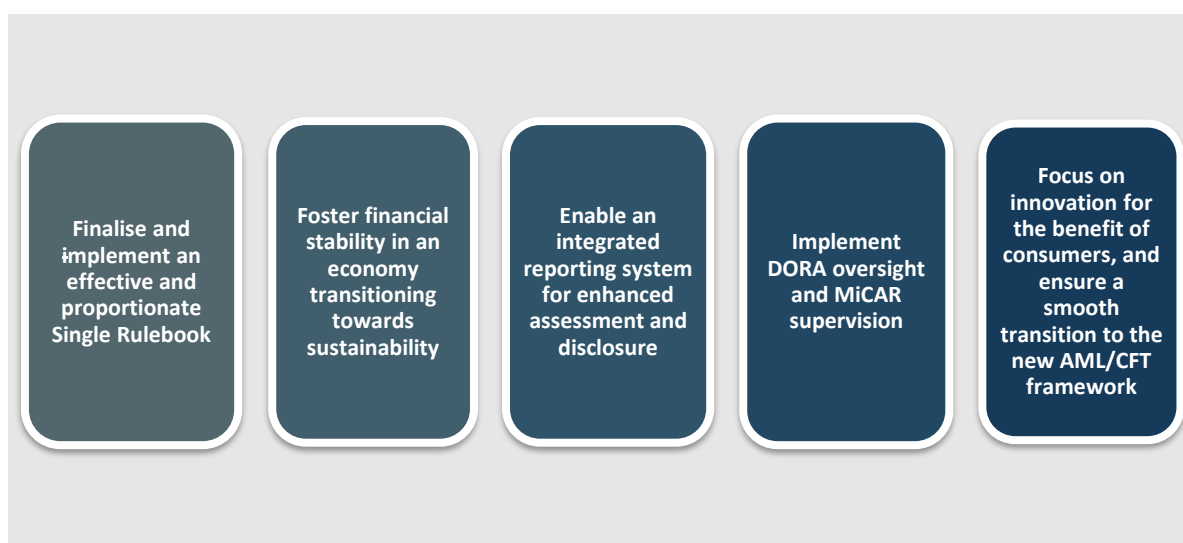 Finalise and
implement an
effective and
proportionate
Single Rulebook
Foster financial
stability in an
economy
transitioning
towards
sustainability
Enable an
integrated
reporting system
for enhanced
assessment and
disclosure
Implement
DORA oversight
and MiCAR
supervision
Focus on
innovation for
the benefit of
consumers, and
ensure a
smooth
transition to the
new AML/CFT
framework